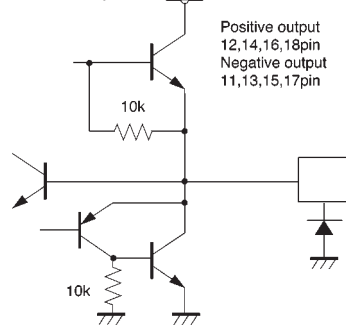 Positive output
12,14,16,18pin
Negative output
11,13,15,17pin
10k
10k